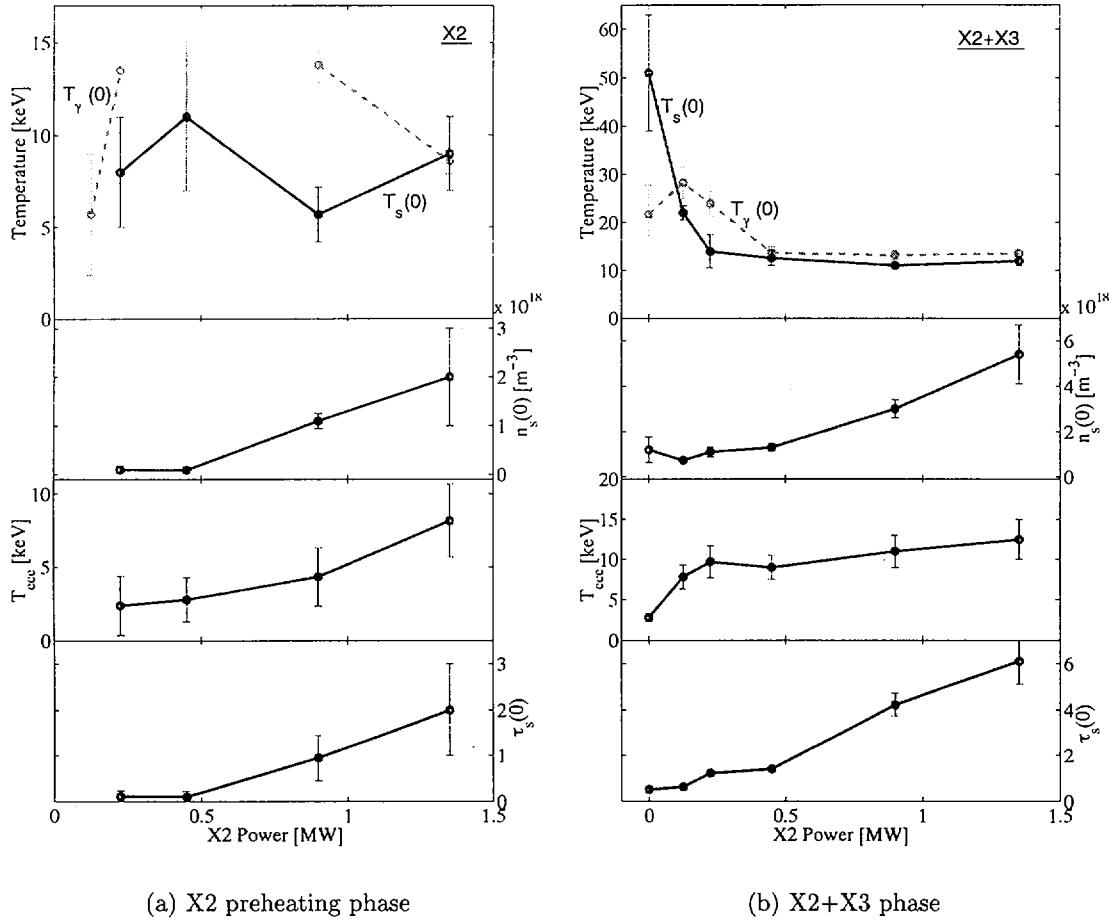 X2
15
10
5
0
Temperature [keV]
T_γ(0)
T_s(0)
x 10^18
3
2
1
0
n_s(0) [m^−3]
10
5
0
T_ece [keV]
3
2
1
0
τ_s(0)
0
0.5
1
1.5
X2 Power [MW]
(a) X2 preheating phase
X2+X3
60
50
40
30
20
10
0
Temperature [keV]
T_s(0)
T_γ(0)
x 10^18
6
4
2
0
n_s(0) [m^−3]
20
15
10
5
0
T_ece [keV]
6
4
2
0
τ_s(0)
0
0.5
1
1.5
X2 Power [MW]
(b) X2+X3 phase